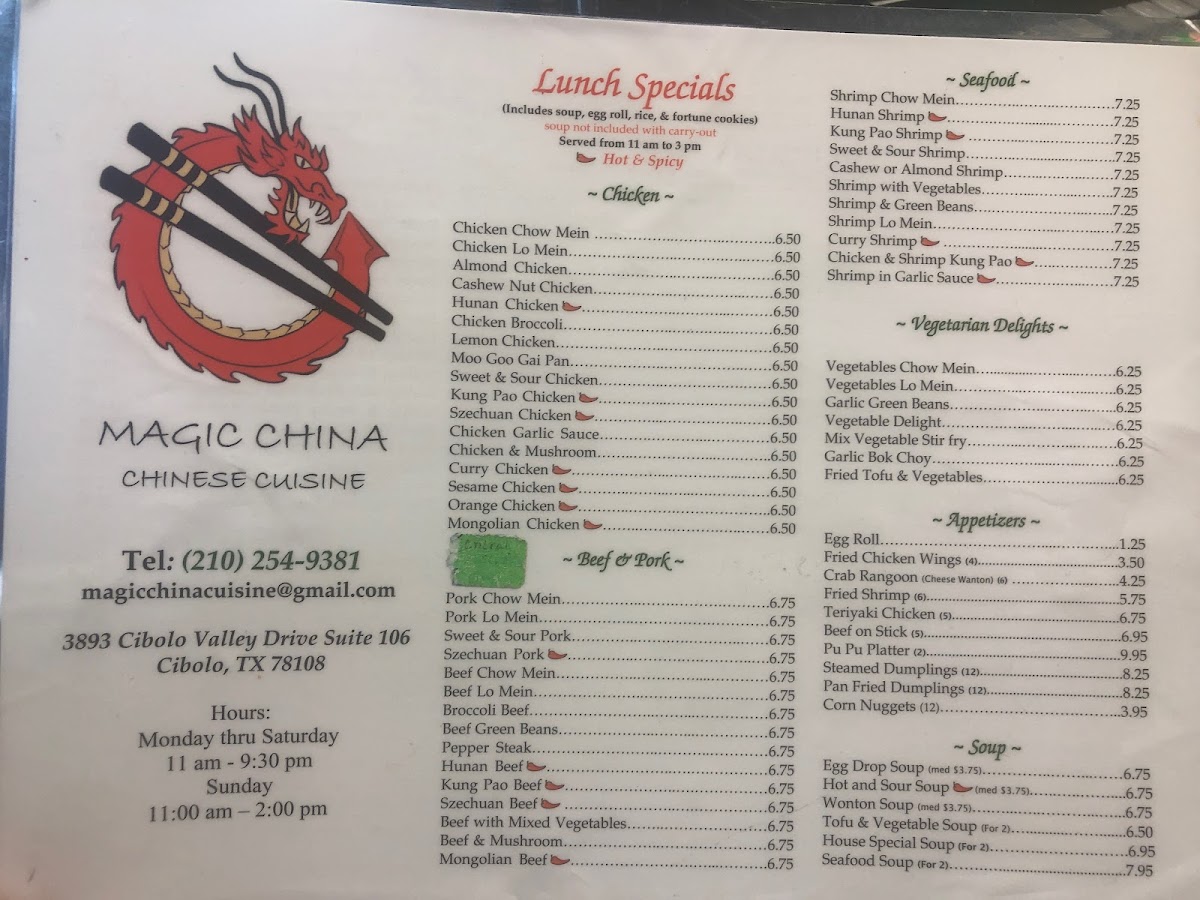 MAGIC CHINA
CHINESE CUISINE
Tel: (210) 254-9381
magicchinacuisine@gmail.com
3893 Cibolo Valley Drive Suite 106
Cibolo, TX 78108
Hours:
Monday thru Saturday
11 am - 9:30 pm
Sunday
11:00 am – 2:00 pm
Lunch Specials
(Includes soup, egg roll, rice, & fortune cookies)
soup not included with carry-out
Served from 11 am to 3 pm
Hot & Spicy
~ Chicken ~
Chicken Chow Mein 6.50
Chicken Lo Mein 6.50
Almond Chicken 6.50
Cashew Nut Chicken 6.50
Hunan Chicken 6.50
Chicken Broccoli 6.50
Lemon Chicken 6.50
Moo Goo Gai Pan 6.50
Sweet & Sour Chicken 6.50
Kung Pao Chicken 6.50
Szechuan Chicken 6.50
Chicken Garlic Sauce 6.50
Chicken & Mushroom 6.50
Curry Chicken 6.50
Sesame Chicken 6.50
Orange Chicken 6.50
Mongolian Chicken 6.50
~ Beef & Pork ~
Pork Chow Mein 6.75
Pork Lo Mein 6.75
Sweet & Sour Pork 6.75
Szechuan Pork 6.75
Beef Chow Mein 6.75
Beef Lo Mein 6.75
Broccoli Beef 6.75
Beef Green Beans 6.75
Pepper Steak 6.75
Hunan Beef 6.75
Kung Pao Beef 6.75
Szechuan Beef 6.75
Beef with Mixed Vegetables 6.75
Beef & Mushroom 6.75
Mongolian Beef 6.75
~ Seafood ~
Shrimp Chow Mein 7.25
Hunan Shrimp 7.25
Kung Pao Shrimp 7.25
Sweet & Sour Shrimp 7.25
Cashew or Almond Shrimp 7.25
Shrimp with Vegetables 7.25
Shrimp & Green Beans 7.25
Shrimp Lo Mein 7.25
Curry Shrimp 7.25
Chicken & Shrimp Kung Pao 7.25
Shrimp in Garlic Sauce 7.25
~ Vegetarian Delights ~
Vegetables Chow Mein 6.25
Vegetables Lo Mein 6.25
Garlic Green Beans 6.25
Vegetable Delight 6.25
Mix Vegetable Stir fry 6.25
Garlic Bok Choy 6.25
Fried Tofu & Vegetables 6.25
~ Appetizers ~
Egg Roll 1.25
Fried Chicken Wings (4) 3.50
Crab Rangoon (Cheese Wanton) (6) 4.25
Fried Shrimp (6) 5.75
Teriyaki Chicken (5) 6.75
Beef on Stick (5) 6.95
Pu Pu Platter (2) 9.95
Steamed Dumplings (12) 8.25
Pan Fried Dumplings (12) 8.25
Corn Nuggets (12) 3.95
~ Soup ~
Egg Drop Soup (med $3.75) 6.75
Hot and Sour Soup (med $3.75) 6.75
Wonton Soup (med $3.75) 6.75
Tofu & Vegetable Soup (For 2) 6.50
House Special Soup (For 2) 6.95
Seafood Soup (For 2) 7.95